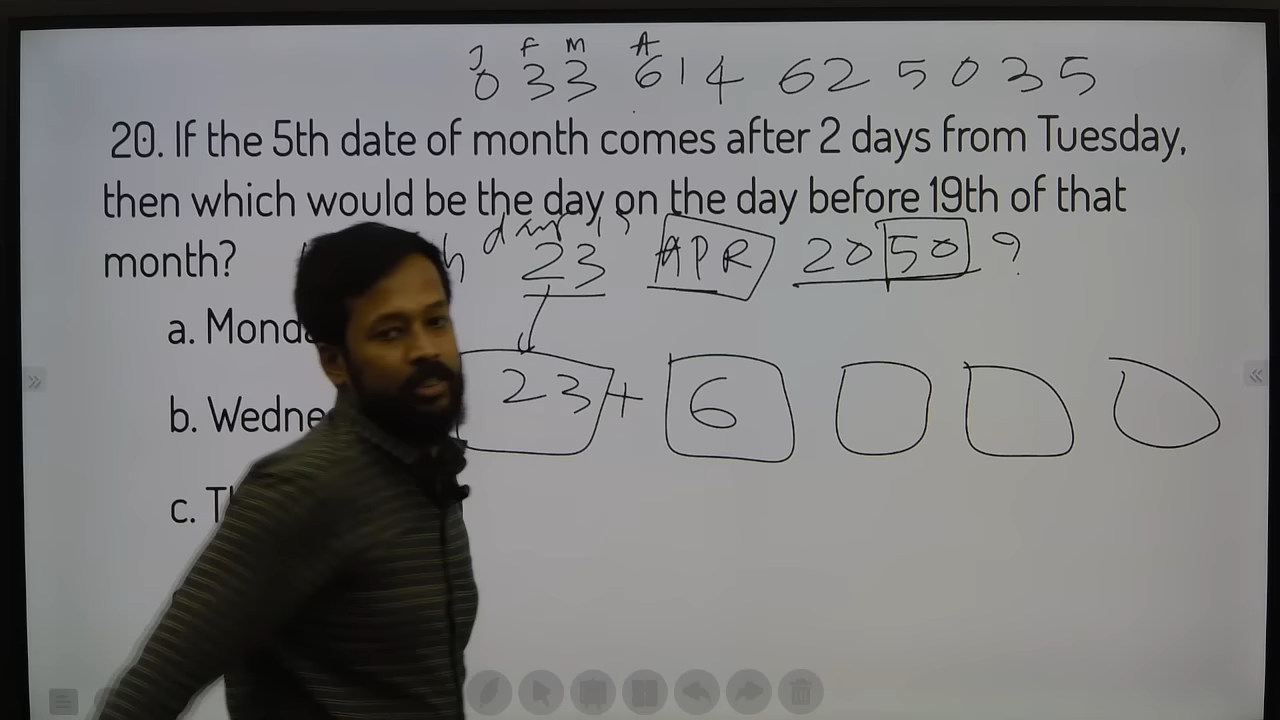 J F M A
0 3 3 6 1 4 6 2 5 0 3 5
20. If the 5th date of month comes after 2 days from Tuesday,
then which would be the day on the day before 19th of that
month?
day is
23 APR 2050 ?
a. Mond
23 + 6
b. Wedne
c. T